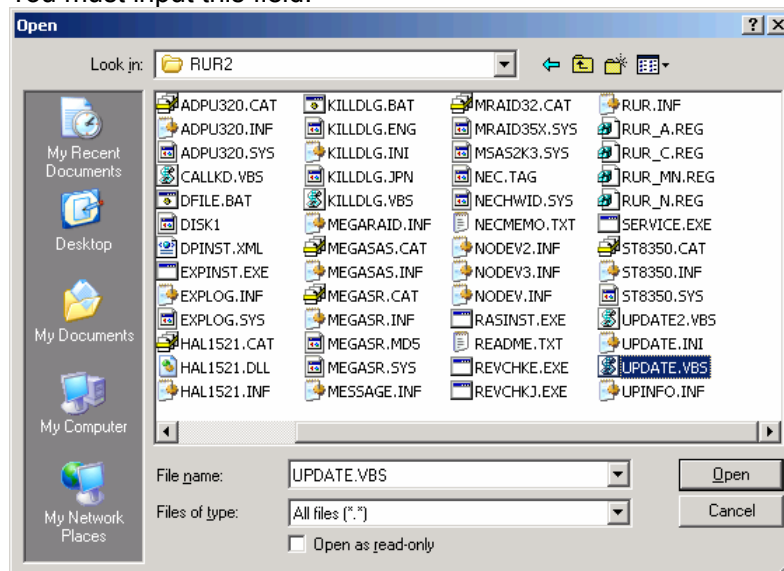 You must input this field.
Open
Look in: RUR2
ADPU320.CAT KILLDLG.BAT MRAID32.CAT RUR.INF
ADPU320.INF KILLDLG.ENG MRAID35X.SYS RUR_A.REG
ADPU320.SYS KILLDLG.INI MSAS2K3.SYS RUR_C.REG
CALLKD.VBS KILLDLG.JPN NEC.TAG RUR_MN.REG
DFILE.BAT KILLDLG.VBS NECHWID.SYS RUR_N.REG
DISK1 MEGARAID.INF NECMEMO.TXT SERVICE.EXE
DPINST.XML MEGASAS.CAT NODEV2.INF ST8350.CAT
EXPINST.EXE MEGASAS.INF NODEV3.INF ST8350.INF
EXPLOG.INF MEGASR.CAT NODEV.INF ST8350.SYS
EXPLOG.SYS MEGASR.INF RASINST.EXE UPDATE2.VBS
HAL1521.CAT MEGASR.MD5 README.TXT UPDATE.INI
HAL1521.DLL MEGASR.SYS REVCHKE.EXE UPDATE.VBS
HAL1521.INF MESSAGE.INF REVCHKJ.EXE UPINFO.INF
My Recent
Documents
Desktop
My Documents
My Computer
My Network
Places
File name: UPDATE.VBS Open
Files of type: All files (*.*) Cancel
Open as read-only